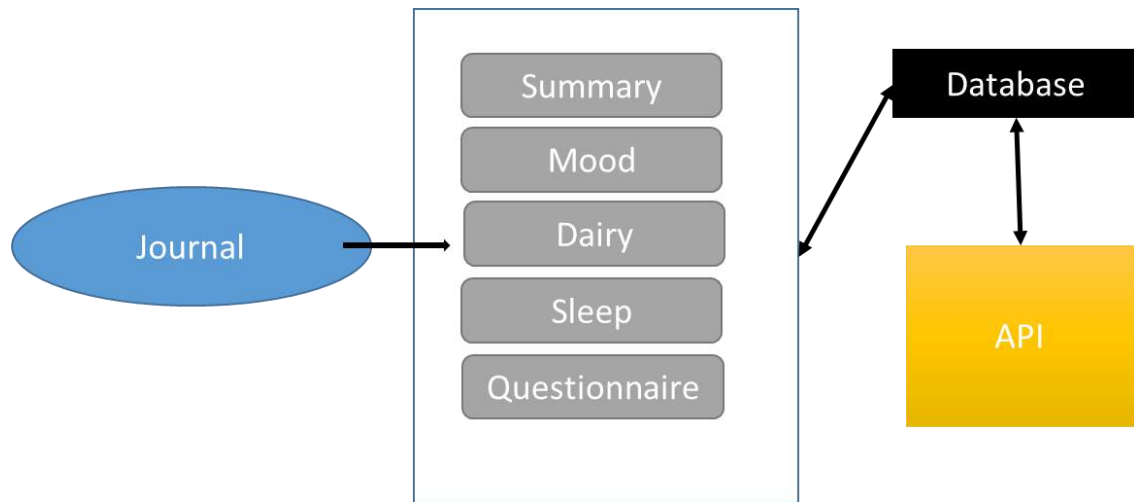 Journal
Summary
Mood
Dairy
Sleep
Questionnaire
Database
API